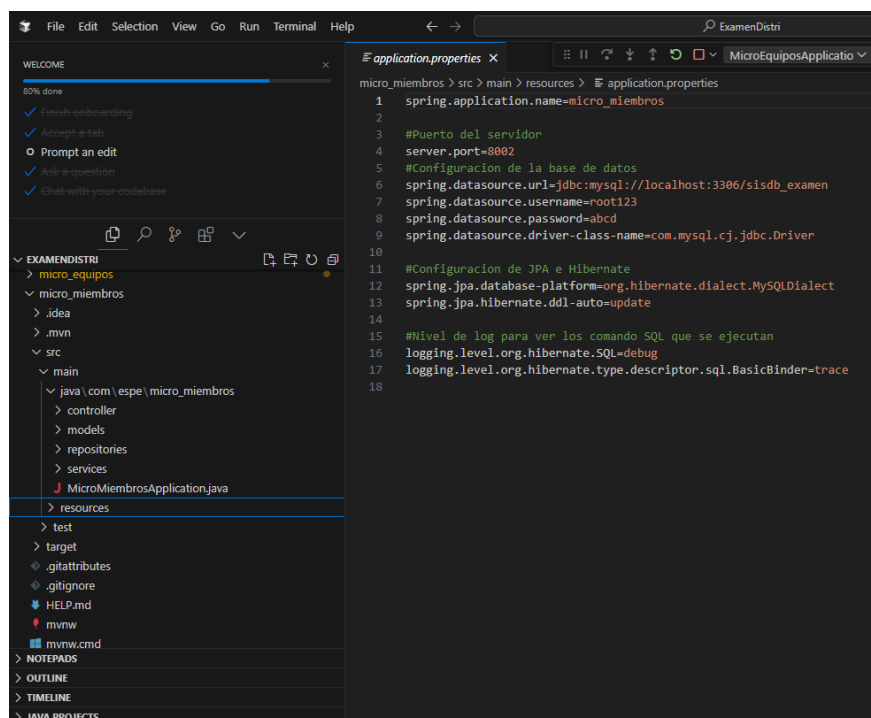 File Edit Selection View Go Run Terminal Help
ExamenDistri
WELCOME
80% done
Finish onboarding
Accept a tab
Prompt an edit
Ask a question
Chat with your codebase
EXAMENDISTRI
micro_equipos
micro_miembros
.idea
.mvn
src
main
java\com\espe\micro_miembros
controller
models
repositories
services
MicroMiembrosApplication.java
resources
test
target
.gitattributes
.gitignore
HELP.md
mvnw
mvnw.cmd
NOTEPADS
OUTLINE
TIMELINE
JAVA PROJECTS
application.properties
MicroEquiposApplicatio
micro_miembros > src > main > resources > application.properties
1 spring.application.name=micro_miembros
2
3 #Puerto del servidor
4 server.port=8002
5 #Configuracion de la base de datos
6 spring.datasource.url=jdbc:mysql://localhost:3306/sisdb_examen
7 spring.datasource.username=root123
8 spring.datasource.password=abcd
9 spring.datasource.driver-class-name=com.mysql.cj.jdbc.Driver
10
11 #Configuracion de JPA e Hibernate
12 spring.jpa.database-platform=org.hibernate.dialect.MySQLDialect
13 spring.jpa.hibernate.ddl-auto=update
14
15 #Nivel de log para ver los comando SQL que se ejecutan
16 logging.level.org.hibernate.SQL=debug
17 logging.level.org.hibernate.type.descriptor.sql.BasicBinder=trace
18